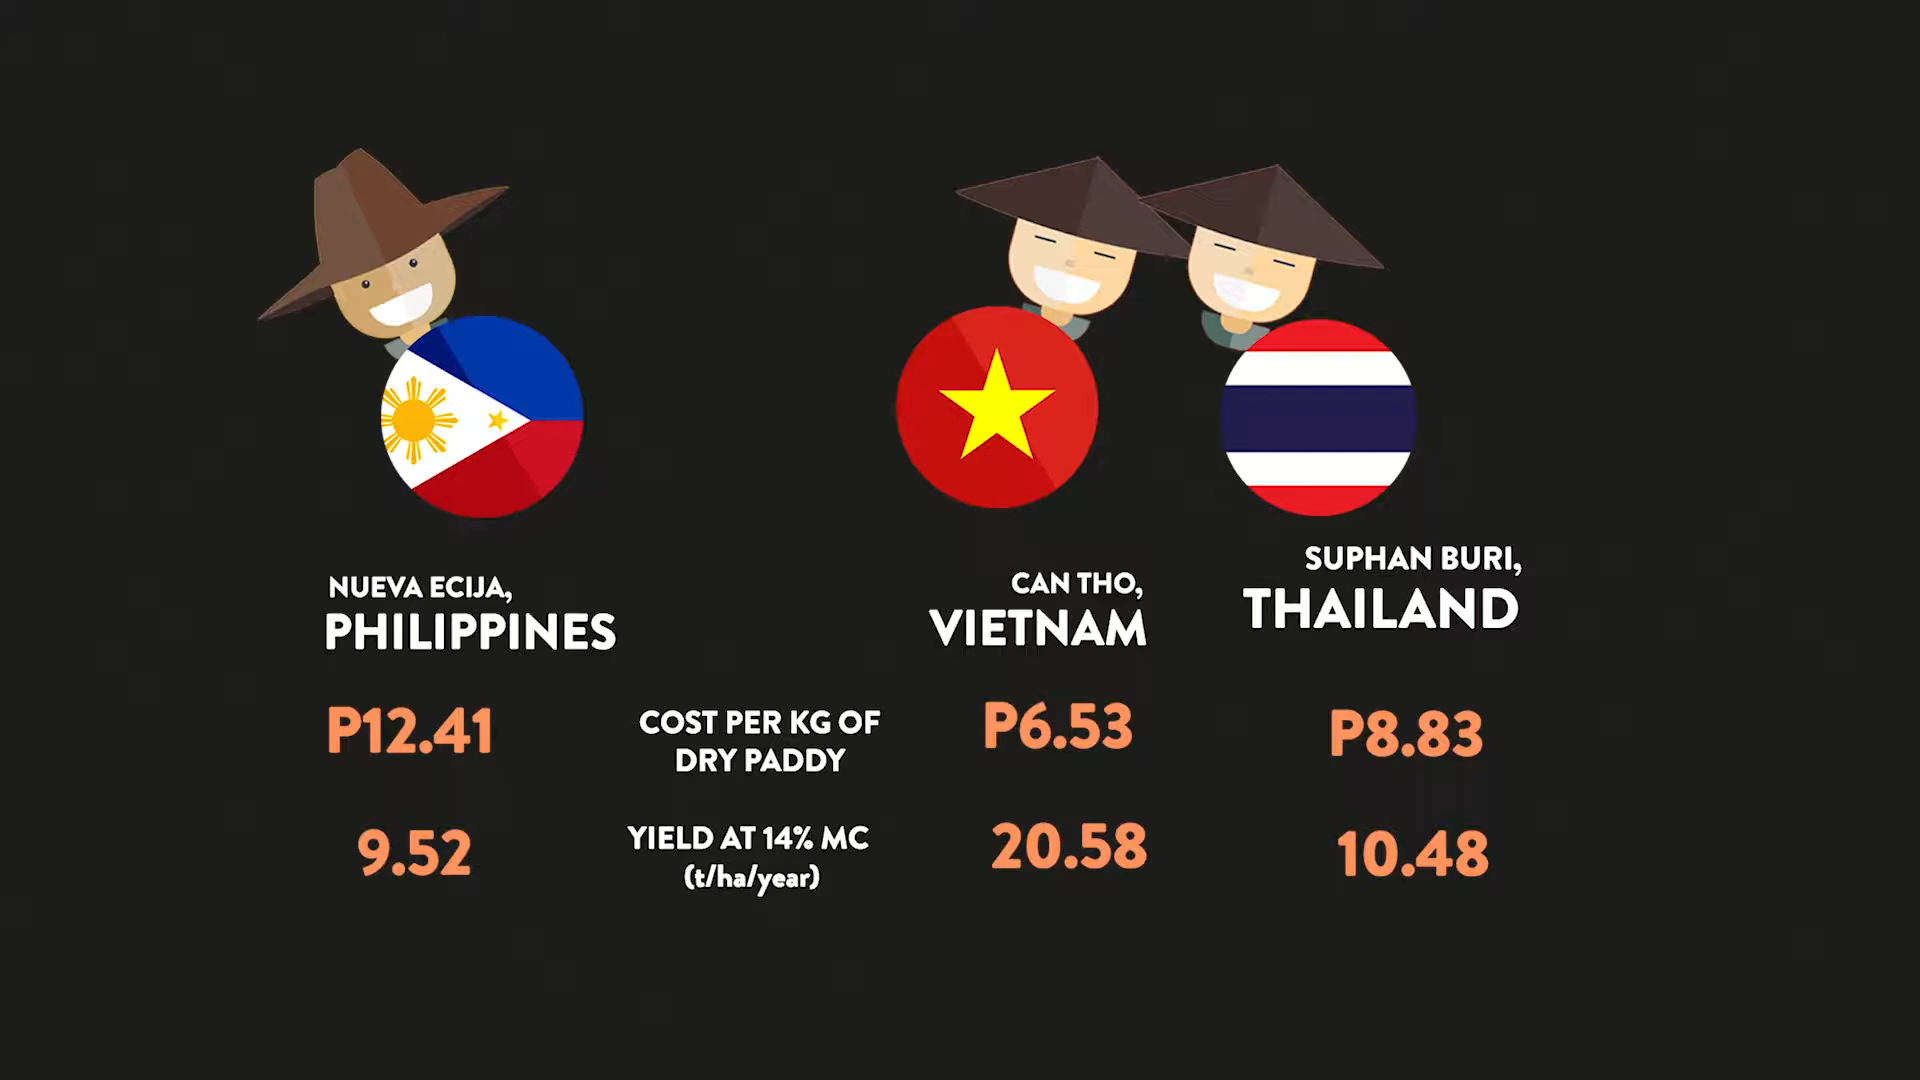 NUEVA ECIJA,
PHILIPPINES
CAN THO,
VIETNAM
SUPHAN BURI,
THAILAND
P12.41
COST PER KG OF
DRY PADDY
P6.53
P8.83
9.52
YIELD AT 14% MC
(t/ha/year)
20.58
10.48